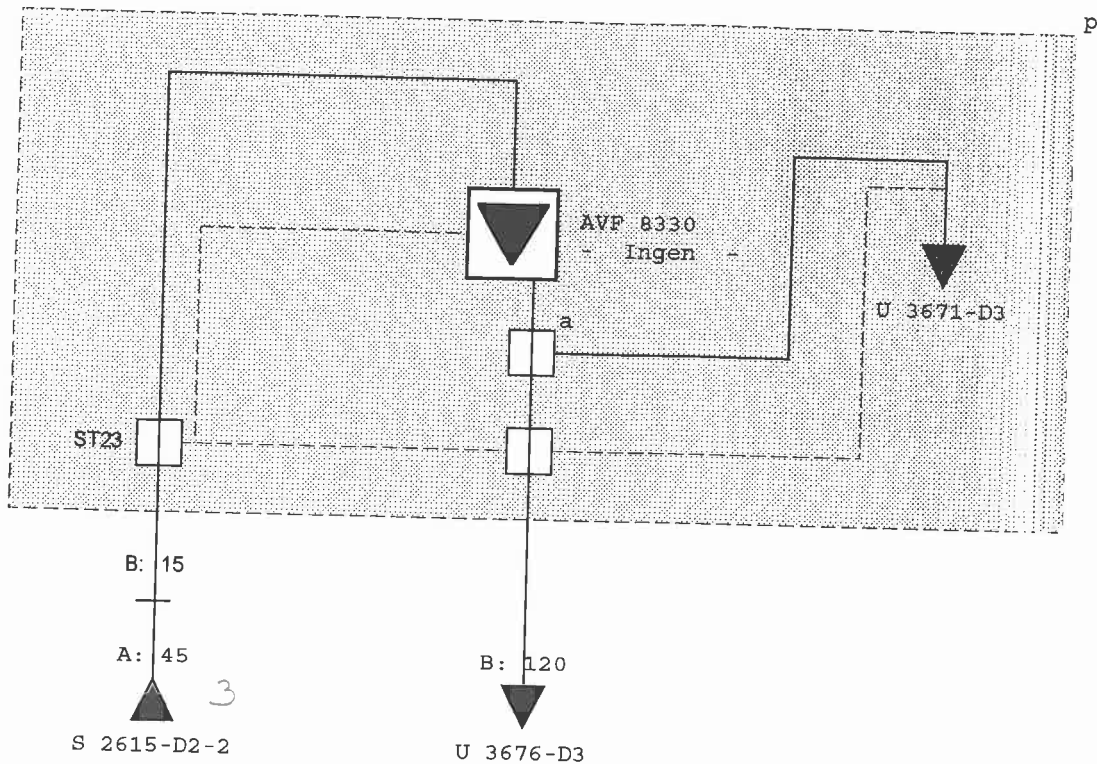 p
AVF 8330
- Ingen -
U 3671-D3
a
ST23
B: 15
A: 45
3
B: 120
S 2615-D2-2
U 3676-D3